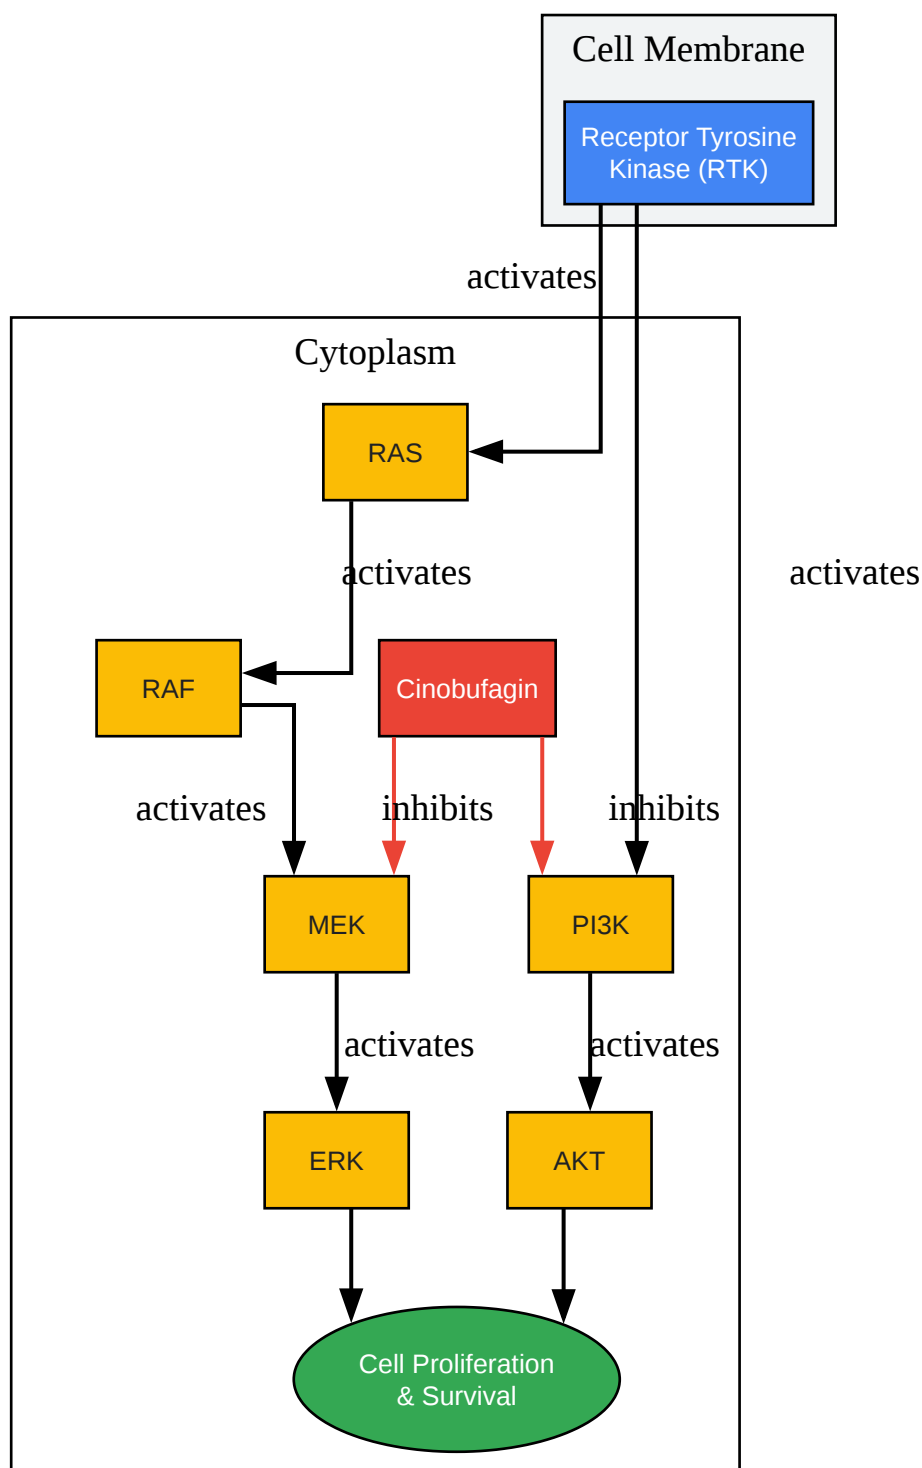 Cell Membrane
Receptor Tyrosine
Kinase (RTK)
activates
Cytoplasm
RAS
activates
activates
RAF
Cinobufagin
activates
inhibits
inhibits
MEK
PI3K
activates
activates
ERK
AKT
Cell Proliferation
& Survival